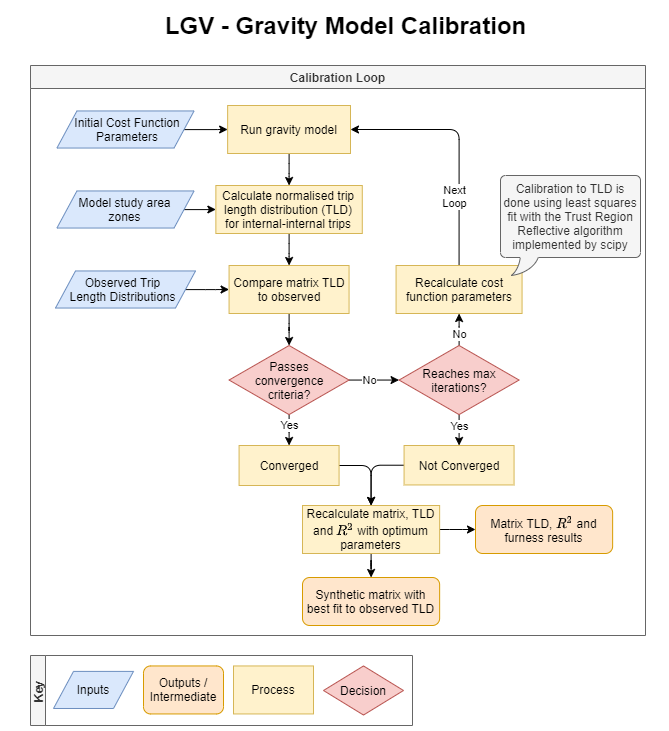 LGV - Gravity Model Calibration
Calibration Loop
Initial Cost Function
Parameters
Run gravity model
Model study area
zones
Calculate normalised trip
length distribution (TLD)
for internal-internal trips
Next
Loop
Calibration to TLD is
done using least squares
fit with the Trust Region
Reflective algorithm
implemented by scipy
Observed Trip
Length Distributions
Compare matrix TLD
to observed
Recalculate cost
function parameters
No
Passes
convergence
criteria?
No
Reaches max
iterations?
Yes
Yes
Converged
Not Converged
Recalculate matrix, TLD
and R² with optimum
parameters
Matrix TLD, R² and
furness results
Synthetic matrix with
best fit to observed TLD
Key
Inputs
Outputs /
Intermediate
Process
Decision